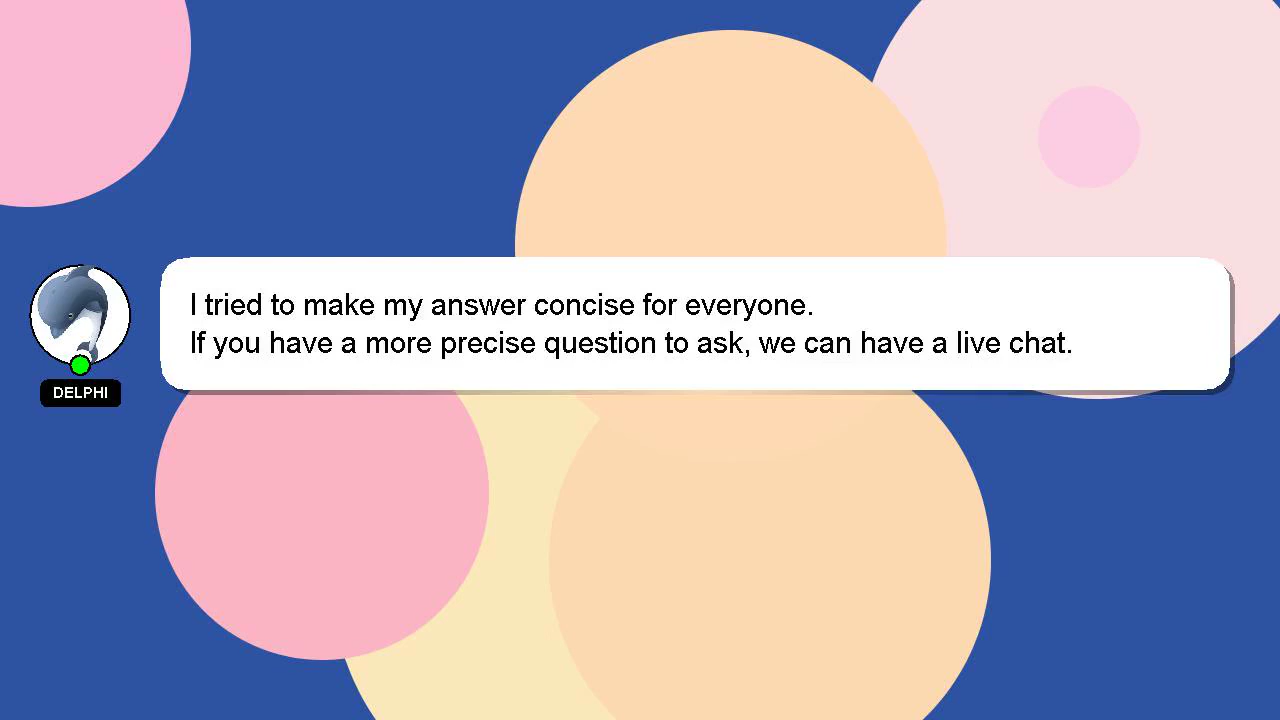 I tried to make my answer concise for everyone.
If you have a more precise question to ask, we can have a live chat.
DELPHI